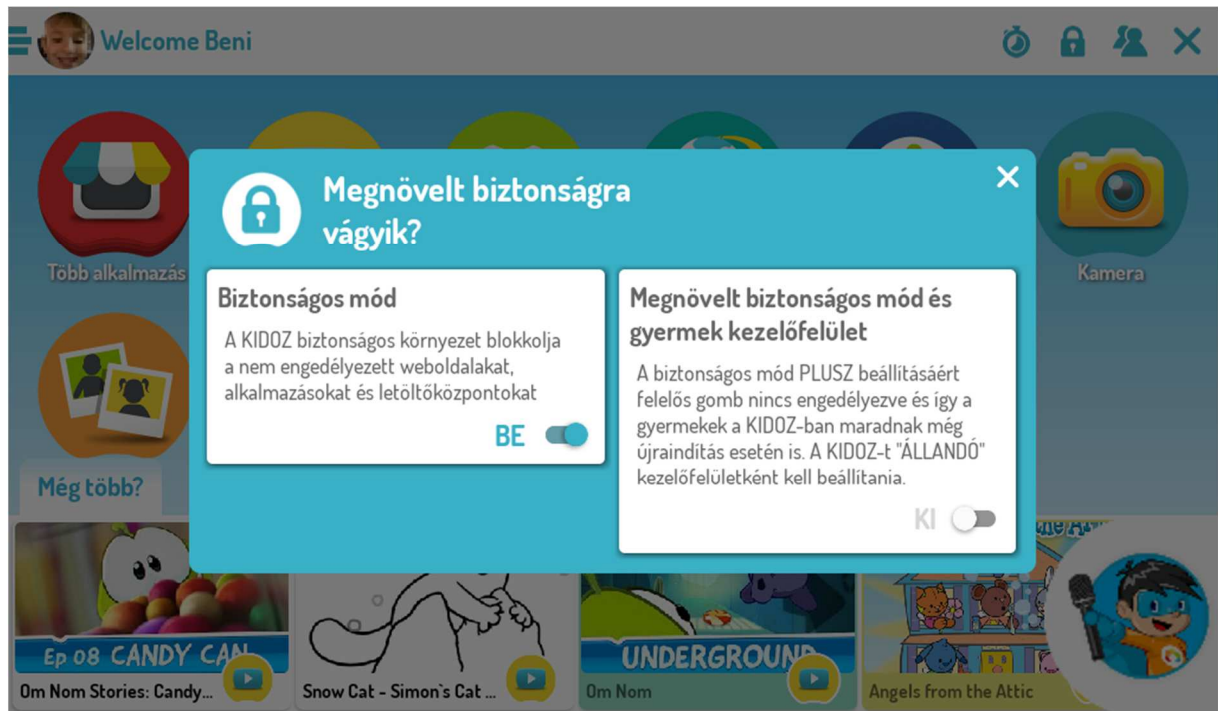 Welcome Beni
Megnövelt biztonságra
vágyik?
Több alkalmazás
Kamera
Biztonságos mód
A KIDOZ biztonságos környezet blokkolja
a nem engedélyezett weboldalakat,
alkalmazásokat és letöltőközpontokat
BE
Megnövelt biztonságos mód és
gyermek kezelőfelület
A biztonságos mód PLUSZ beállításáért
felelős gomb nincs engedélyezve és így a
gyermekek a KIDOZ-ban maradnak még
újraindítás esetén is. A KIDOZ-t "ÁLLANDÓ"
kezelőfelületként kell beállítania.
KI
Még több?
Ep 08 CANDY CAN
UNDERGROUND
Om Nom Stories: Candy...
Snow Cat - Simon`s Cat ...
Om Nom
Angels from the Attic